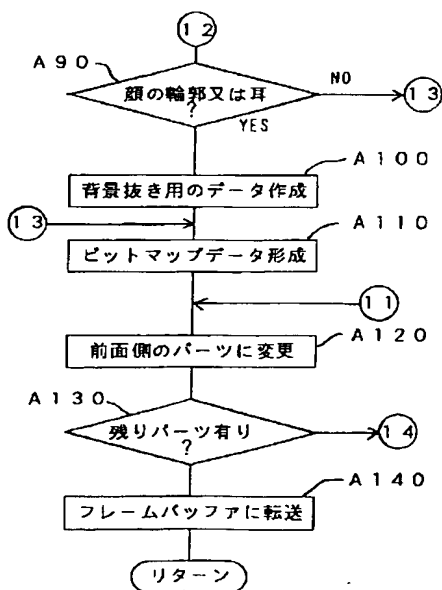 12
A90
顔の輪郭又は耳
?
NO
13
YES
A100
背景抜き用のデータ作成
13
A110
ビットマップデータ形成
11
A120
前面側のパーツに変更
A130
残りパーツ有り
?
14
A140
フレームバッファに転送
リターン